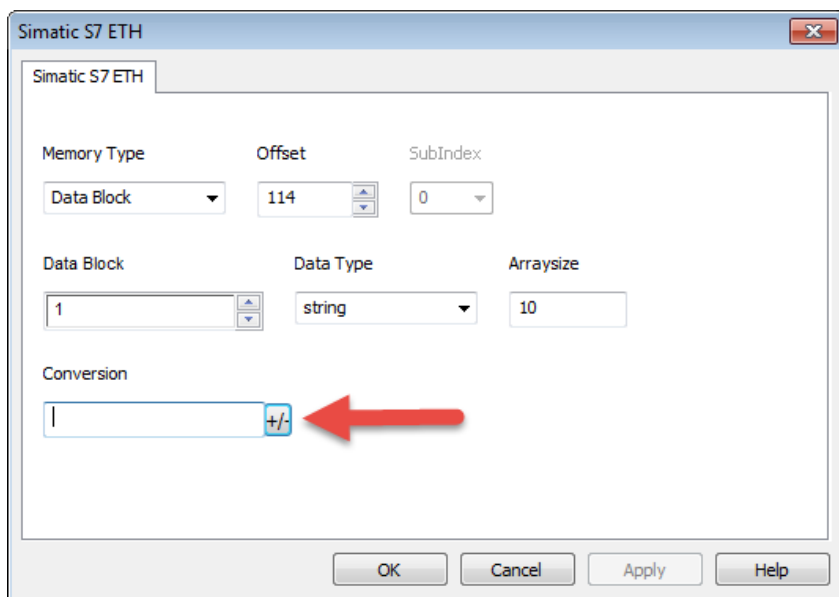 Simatic S7 ETH
Simatic S7 ETH
Memory Type Offset SubIndex
Data Block 114 0
Data Block Data Type Arraysize
1 string 10
Conversion
+/-
OK Cancel Apply Help